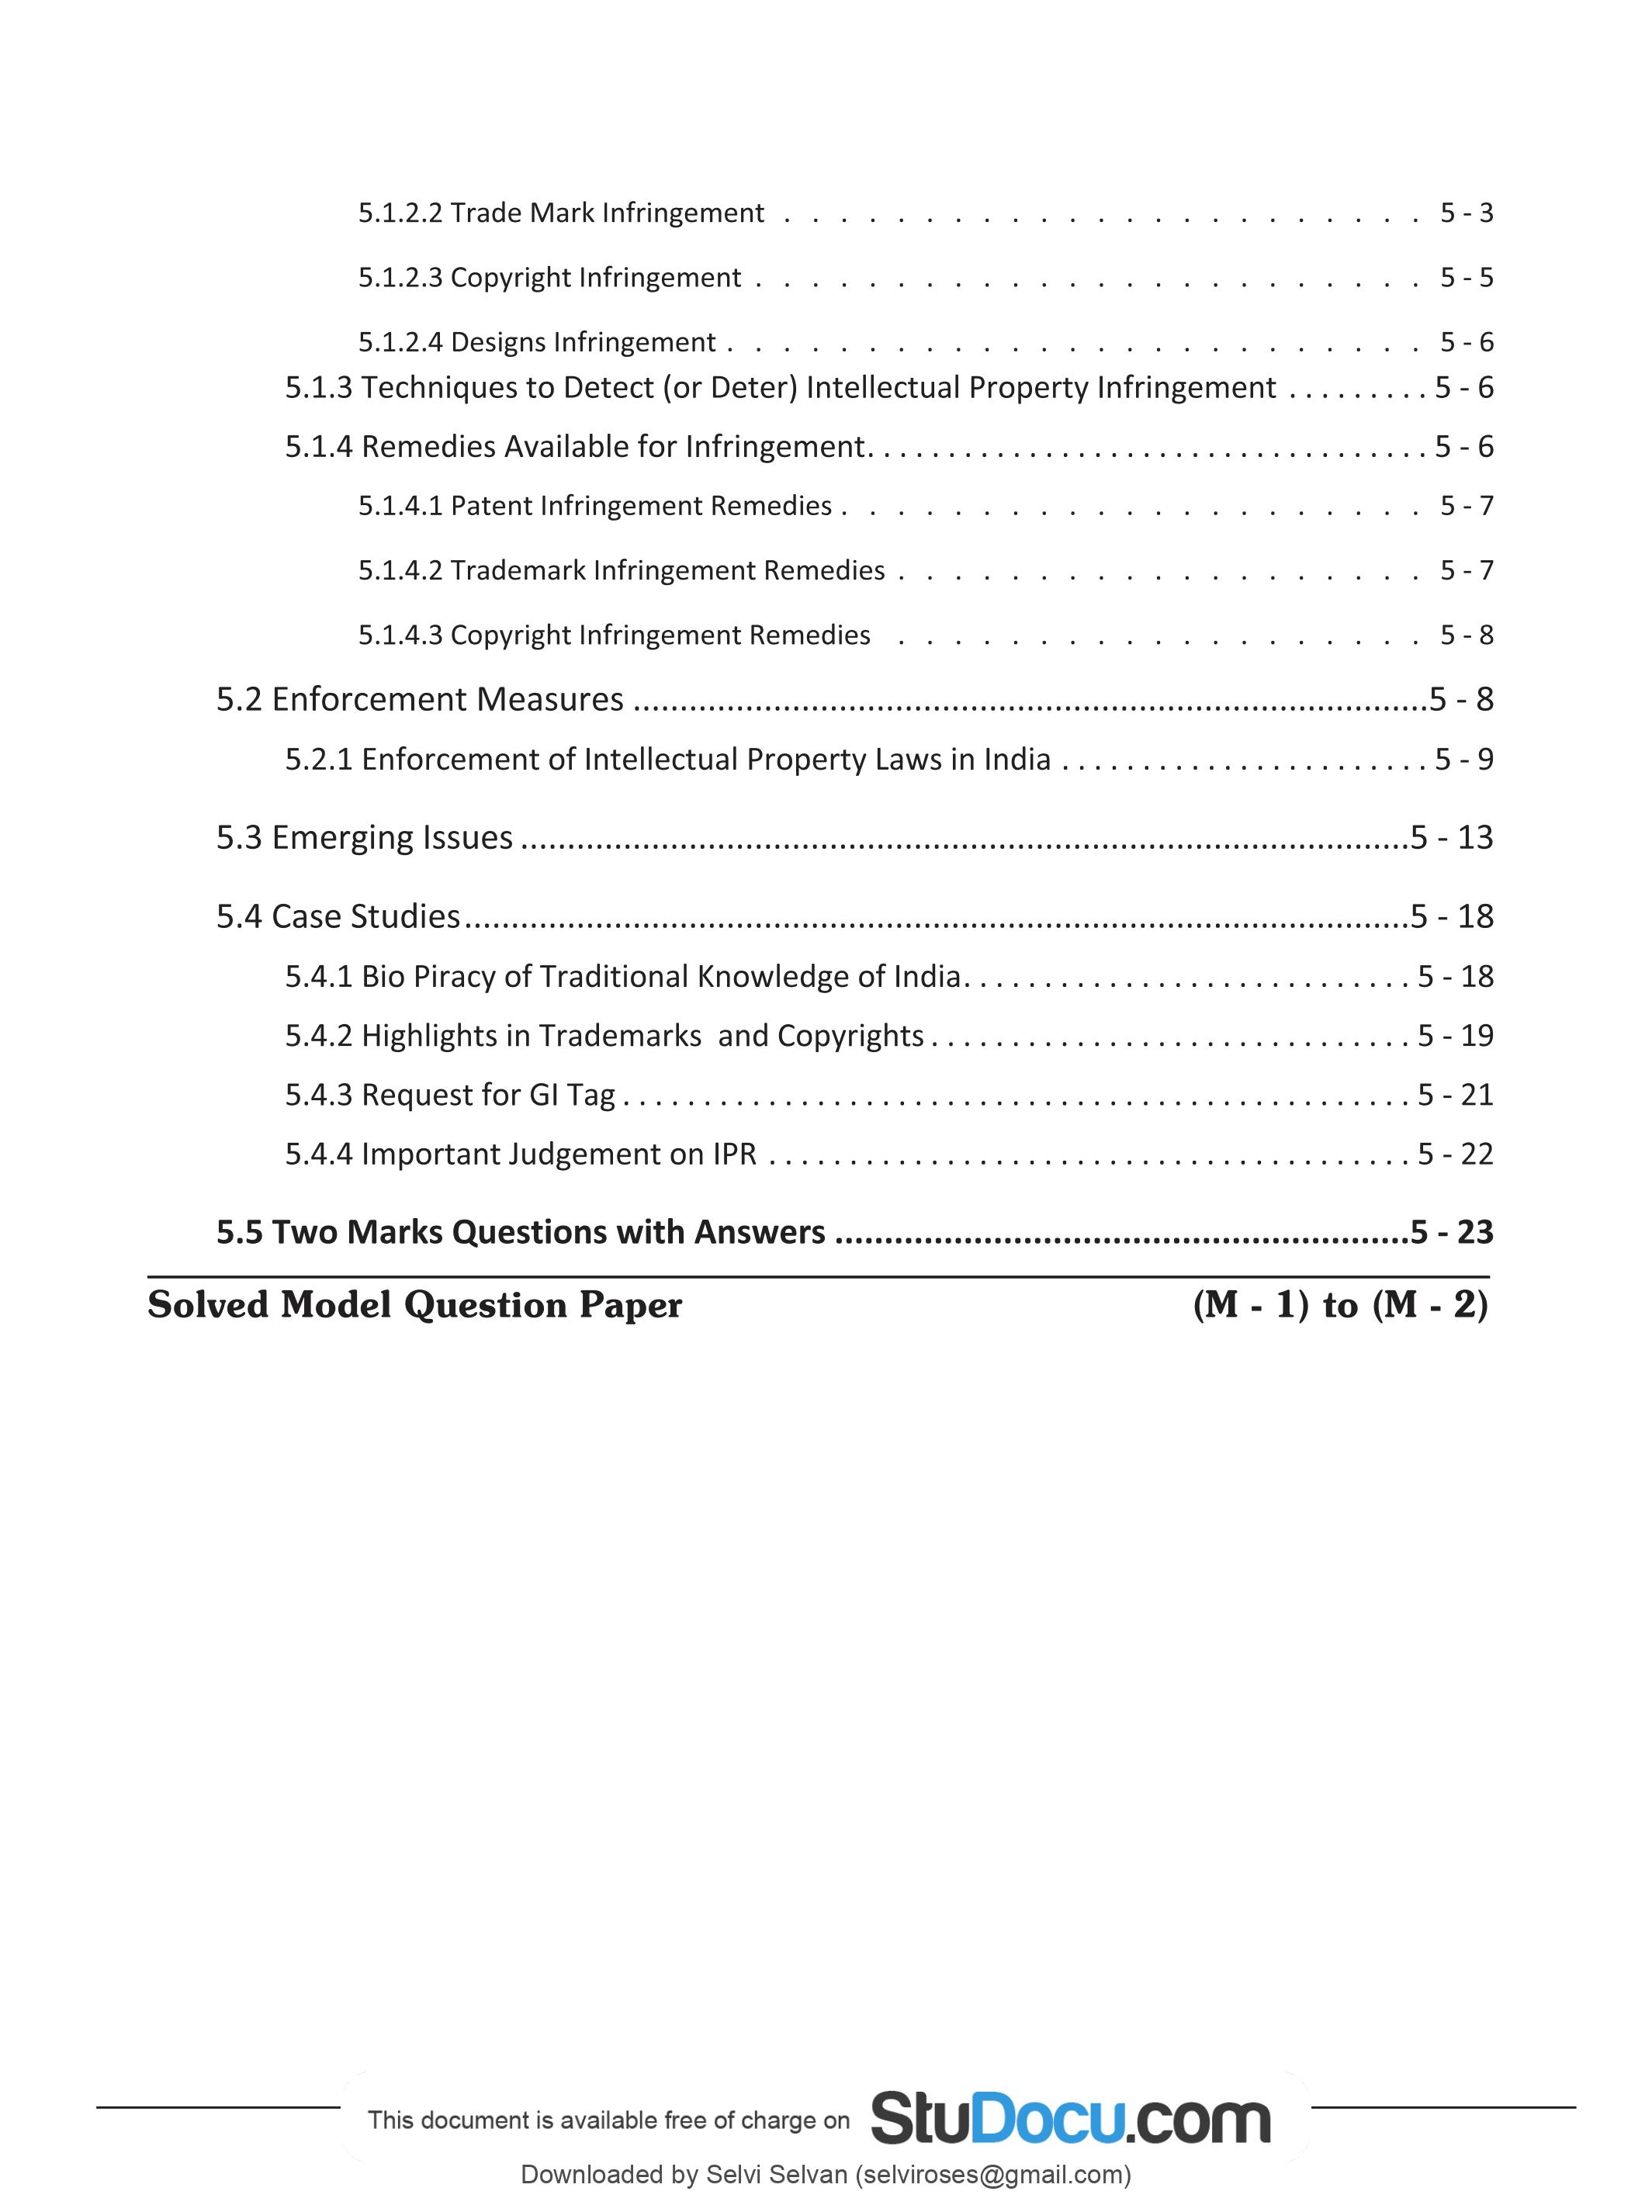 5.1.2.2 Trade Mark Infringement . . . . . . . . . . . . . . . . . . . . . . . 5 - 3
5.1.2.3 Copyright Infringement . . . . . . . . . . . . . . . . . . . . . . . . 5 - 5
5.1.2.4 Designs Infringement . . . . . . . . . . . . . . . . . . . . . . . . . 5 - 6
5.1.3 Techniques to Detect (or Deter) Intellectual Property Infringement . . . . . . . . . 5 - 6
5.1.4 Remedies Available for Infringement. . . . . . . . . . . . . . . . . . . . . . . . . . . . . . . . . . 5 - 6
5.1.4.1 Patent Infringement Remedies . . . . . . . . . . . . . . . . . . . . . 5 - 7
5.1.4.2 Trademark Infringement Remedies . . . . . . . . . . . . . . . . . . . 5 - 7
5.1.4.3 Copyright Infringement Remedies . . . . . . . . . . . . . . . . . . . 5 - 8
5.2 Enforcement Measures .....................................................................................5 - 8
5.2.1 Enforcement of Intellectual Property Laws in India . . . . . . . . . . . . . . . . . . . . . . . 5 - 9
5.3 Emerging Issues ...............................................................................................5 - 13
5.4 Case Studies.....................................................................................................5 - 18
5.4.1 Bio Piracy of Traditional Knowledge of India. . . . . . . . . . . . . . . . . . . . . . . . . . . . 5 - 18
5.4.2 Highlights in Trademarks and Copyrights . . . . . . . . . . . . . . . . . . . . . . . . . . . . . . 5 - 19
5.4.3 Request for GI Tag . . . . . . . . . . . . . . . . . . . . . . . . . . . . . . . . . . . . . . . . . . . . . . . . 5 - 21
5.4.4 Important Judgement on IPR . . . . . . . . . . . . . . . . . . . . . . . . . . . . . . . . . . . . . . . 5 - 22
5.5 Two Marks Questions with Answers ..........................................................5 - 23
Solved Model Question Paper (M - 1) to (M - 2)
This document is available free of charge on StuDocu.com
Downloaded by Selvi Selvan (selviroses@gmail.com)